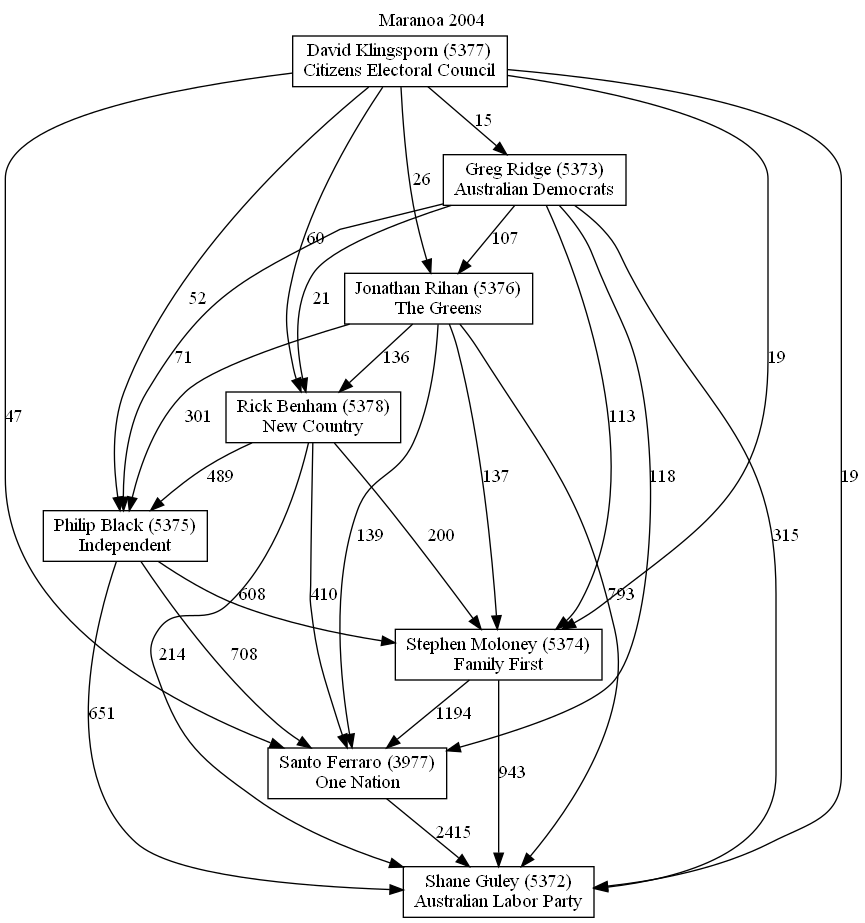 Maranoa 2004
David Klingsporn (5377)
Citizens Electoral Council
15
Greg Ridge (5373)
Australian Democrats
26
107
60
Jonathan Rihan (5376)
The Greens
52
21
71
136
19
Rick Benham (5378)
New Country
47
301
113
489
137
118
19
Philip Black (5375)
Independent
139
200
315
608
410
793
Stephen Moloney (5374)
Family First
214
708
651
1194
Santo Ferraro (3977)
One Nation
943
2415
Shane Guley (5372)
Australian Labor Party